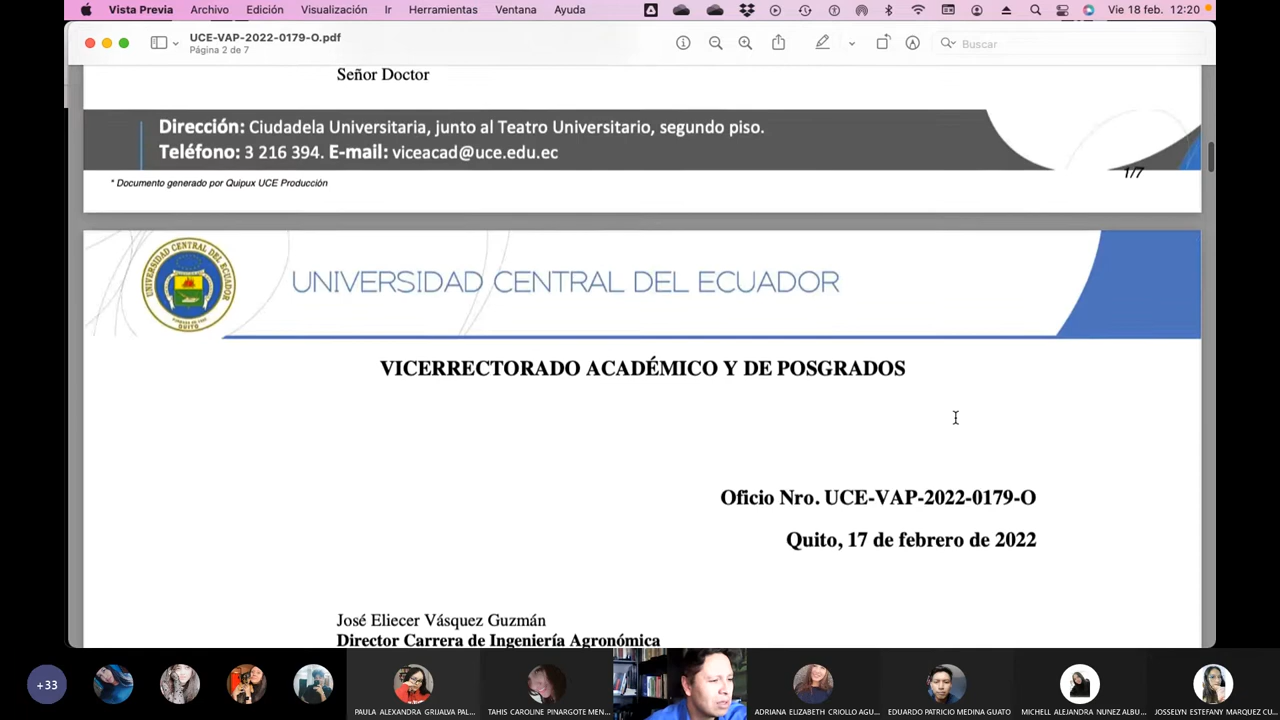 Vista Previa Archivo Edición Visualización Ir Herramientas Ventana Ayuda Vie 18 feb. 12:20
UCE-VAP-2022-0179-O.pdf
Página 2 de 7
Buscar
Señor Doctor
Dirección: Ciudadela Universitaria, junto al Teatro Universitario, segundo piso.
Teléfono: 3 216 394. E-mail: viceacad@uce.edu.ec
1/7
* Documento generado por Quipux UCE Producción
UNIVERSIDAD CENTRAL DEL ECUADOR
QUITO
UNIVERSIDAD CENTRAL DEL ECUADOR
VICERRECTORADO ACADÉMICO Y DE POSGRADOS
Oficio Nro. UCE-VAP-2022-0179-O
Quito, 17 de febrero de 2022
José Eliecer Vásquez Guzmán
Director Carrera de Ingeniería Agronómica
+33
PAULA ALEXANDRA GRIJALVA PAL... TAHIS CAROLINE PINARGOTE MEN... ADRIANA ELIZABETH CRIOLLO AGU... EDUARDO PATRICIO MEDINA GUATO MICHELL ALEJANDRA NUNEZ ALBU... JOSSELYN ESTEFANY MARQUEZ CU...